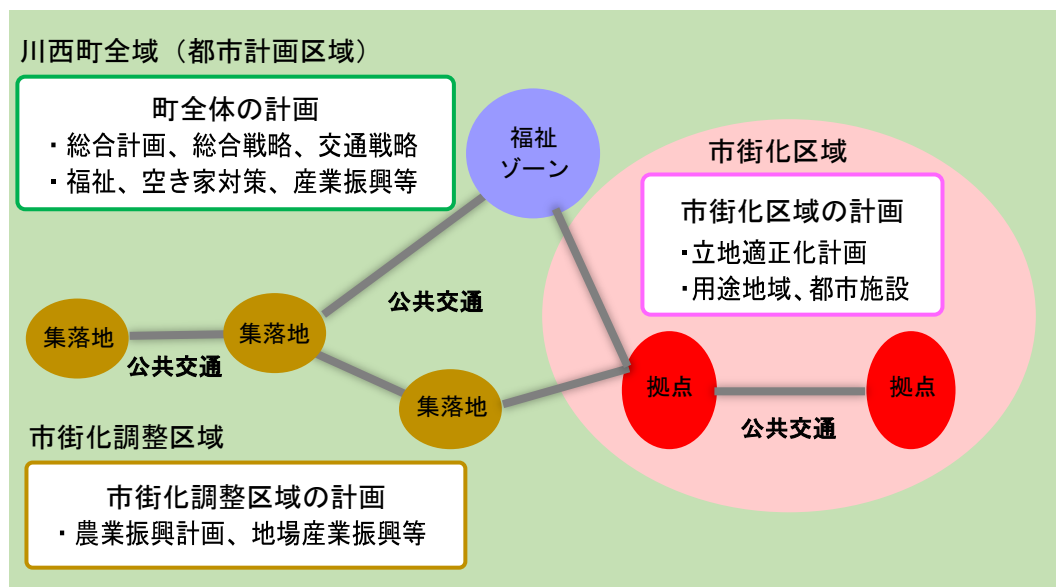 川西町全域（都市計画区域）
町全体の計画
・総合計画、総合戦略、交通戦略
・福祉、空き家対策、産業振興等
福祉
ゾーン
市街化区域
市街化区域の計画
・立地適正化計画
・用途地域、都市施設
公共交通
集落地
集落地
公共交通
集落地
拠点
拠点
公共交通
市街化調整区域
市街化調整区域の計画
・農業振興計画、地場産業振興等